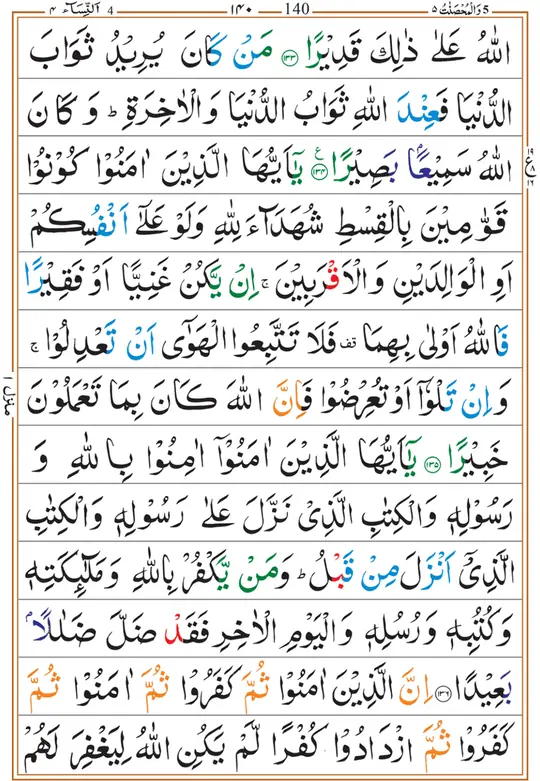 5 وَالْمُحْصَنٰتُ ٥ 140 ١٤٠ 4 اَلنِّسَآء ٤
اللّٰهُ عَلٰى ذٰلِكَ قَدِيْرًا ﴿١٣٣﴾ مَنْ كَانَ يُرِيْدُ ثَوَابَ
الدُّنْيَا فَعِنْدَ اللّٰهِ ثَوَابُ الدُّنْيَا وَالْاٰخِرَةِ ؕ وَ كَانَ
اللّٰهُ سَمِيْعًۢا بَصِيْرًا ﴿١٣٤﴾ ع يٰۤاَيُّهَا الَّذِيْنَ اٰمَنُوْا كُوْنُوْا
قَوّٰمِيْنَ بِالْقِسْطِ شُهَدَآءَ لِلّٰهِ وَلَوْ عَلٰۤى اَنْفُسِكُمْ
اَوِ الْوَالِدَيْنِ وَالْاَقْرَبِيْنَ ۚ اِنْ يَّكُنْ غَنِيًّا اَوْ فَقِيْرًا
فَاللّٰهُ اَوْلٰى بِهِمَا قف فَلَا تَتَّبِعُوا الْهَوٰۤى اَنْ تَعْدِلُوْا ۚ
وَاِنْ تَلْوٗۤا اَوْ تُعْرِضُوْا فَاِنَّ اللّٰهَ كَانَ بِمَا تَعْمَلُوْنَ
خَبِيْرًا ﴿١٣٥﴾ يٰۤاَيُّهَا الَّذِيْنَ اٰمَنُوْۤا اٰمِنُوْا بِاللّٰهِ وَ
رَسُوْلِهٖ وَالْكِتٰبِ الَّذِيْ نَزَّلَ عَلٰى رَسُوْلِهٖ وَالْكِتٰبِ
الَّذِيْۤ اَنْزَلَ مِنْ قَبْلُ ؕ وَمَنْ يَّكْفُرْ بِاللّٰهِ وَمَلٰٓئِكَتِهٖ
وَكُتُبِهٖ وَرُسُلِهٖ وَالْيَوْمِ الْاٰخِرِ فَقَدْ ضَلَّ ضَلٰلًاۢ
بَعِيْدًا ﴿١٣٦﴾ اِنَّ الَّذِيْنَ اٰمَنُوْا ثُمَّ كَفَرُوْا ثُمَّ اٰمَنُوْا ثُمَّ
كَفَرُوْا ثُمَّ ازْدَادُوْا كُفْرًا لَّمْ يَكُنِ اللّٰهُ لِيَغْفِرَ لَهُمْ
منزل ١